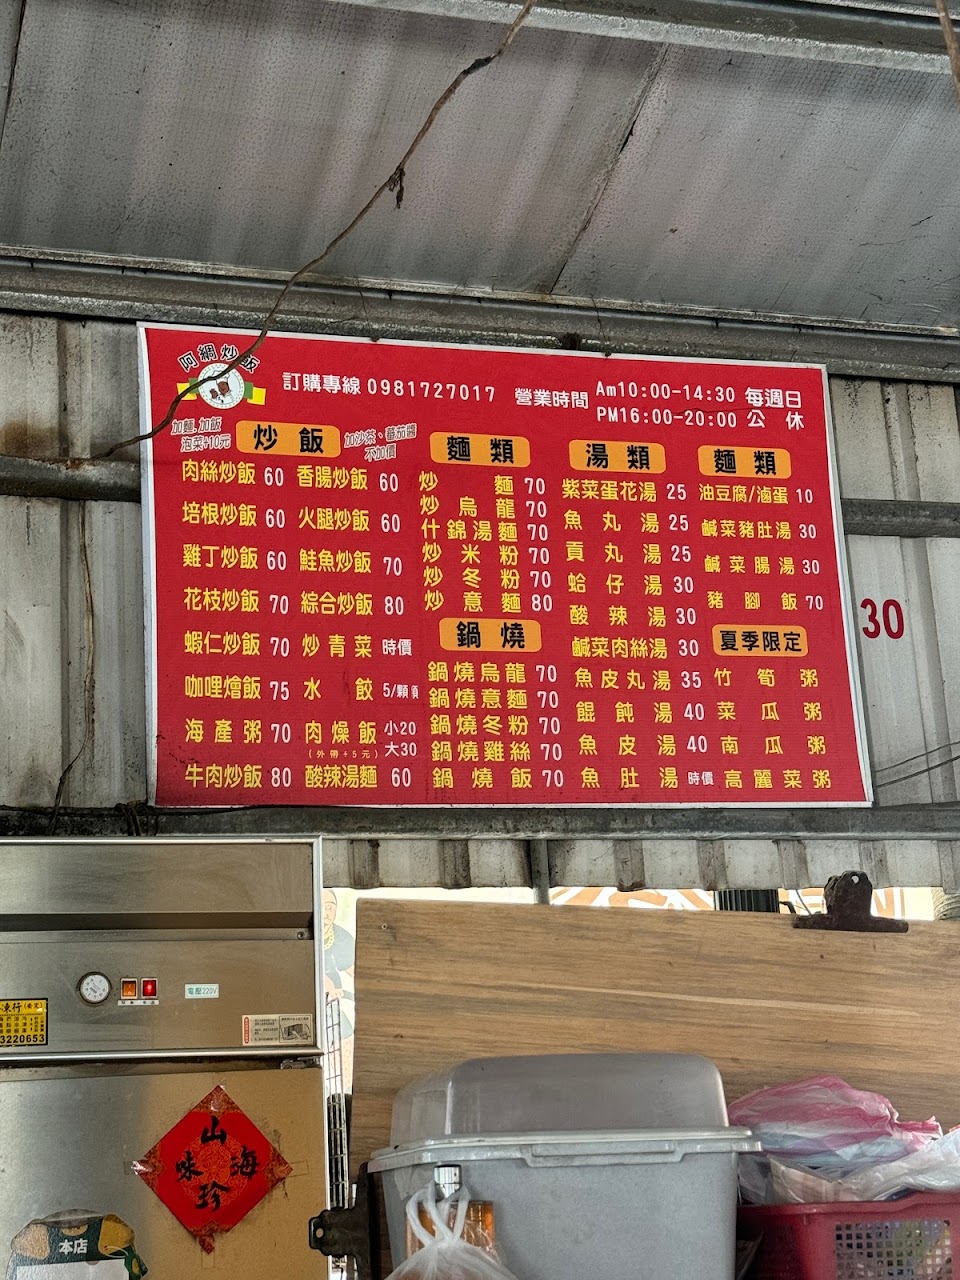 阿綢炒飯
訂購專線 0981727017
營業時間 Am10:00-14:30 PM16:00-20:00
每週日公休
加麵.加飯
泡菜+10元
炒飯
加沙茶、蕃茄醬
不加價
肉絲炒飯 60
培根炒飯 60
雞丁炒飯 60
花枝炒飯 70
蝦仁炒飯 70
咖哩燴飯 75
海產粥 70
牛肉炒飯 80
香腸炒飯 60
火腿炒飯 60
鮭魚炒飯 70
綜合炒飯 80
炒青菜 時價
水餃 5/顆
肉燥飯 小20 大30
(外帶+5元)
酸辣湯麵 60
麵類
炒麵 70
炒烏龍 70
什錦湯麵 70
炒米粉 70
炒冬粉 70
炒意麵 80
鍋燒
鍋燒烏龍 70
鍋燒意麵 70
鍋燒冬粉 70
鍋燒雞絲 70
鍋燒飯 70
湯類
紫菜蛋花湯 25
魚丸湯 25
貢丸湯 25
蛤仔湯 30
酸辣湯 30
鹹菜肉絲湯 30
魚皮丸湯 35
餛飩湯 40
魚皮湯 40
魚肚湯 時價
麵類
油豆腐/滷蛋 10
鹹菜豬肚湯 30
鹹菜腸湯 30
豬腳飯 70
夏季限定
竹筍粥
菜瓜粥
南瓜粥
高麗菜粥
30
電壓220V
3220653
山海味珍
本店